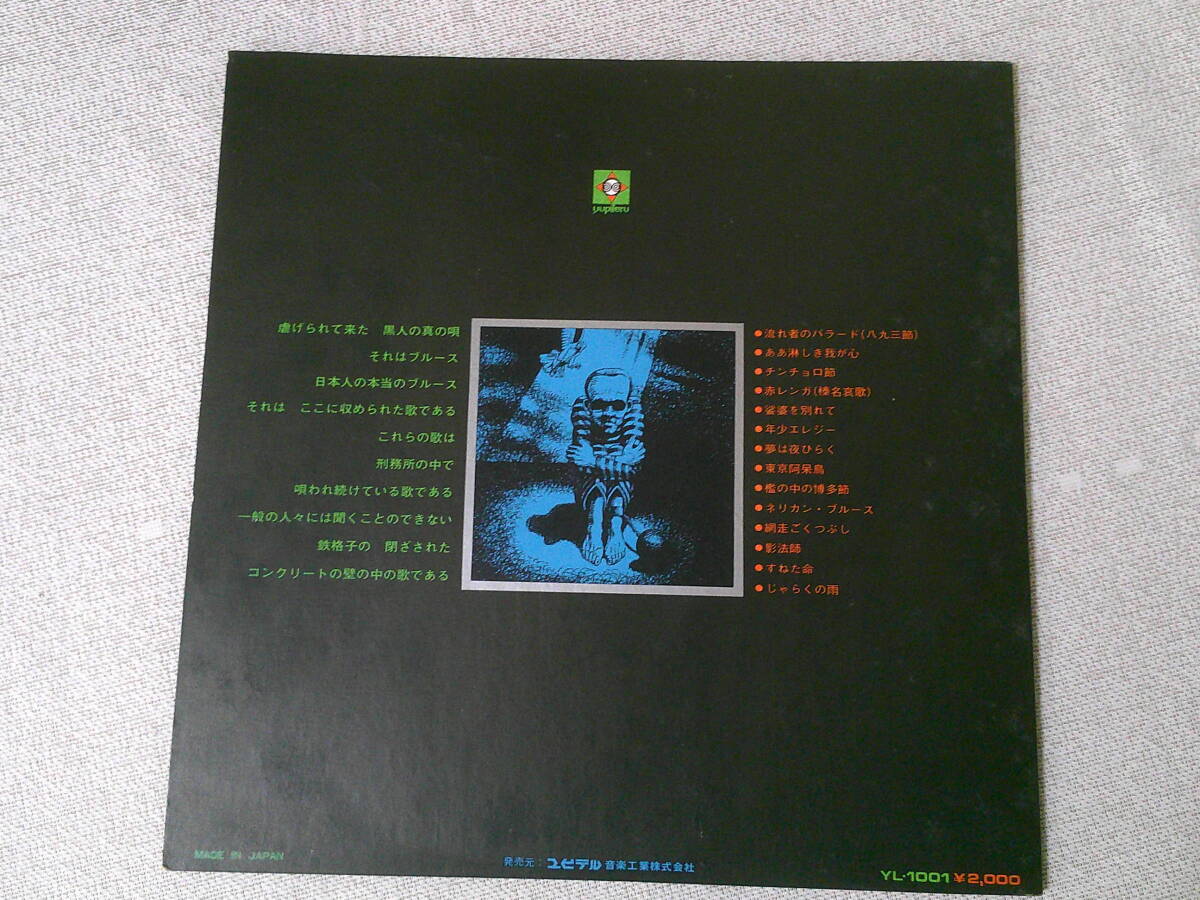 yupiteru
虐げられて来た 黒人の真の唄
それはブルース
日本人の本当のブルース
それは ここに収められた歌である
これらの歌は
刑務所の中で
唄われ続けている歌である
一般の人々には聞くことのできない
鉄格子の 閉ざされた
コンクリートの壁の中の歌である
●流れ者のバラード(八九三節)
●ああ淋しき我が心
●チンチョロ節
●赤レンガ(榛名哀歌)
●娑婆を別れて
●年少エレジー
●夢は夜ひらく
●東京阿呆鳥
●檻の中の博多節
●ネリカン・ブルース
●網走ごくつぶし
●影法師
●すねた命
●じゃらくの雨
MADE IN JAPAN
発売元：ユピテル音楽工業株式会社
YL-1001 ¥2,000